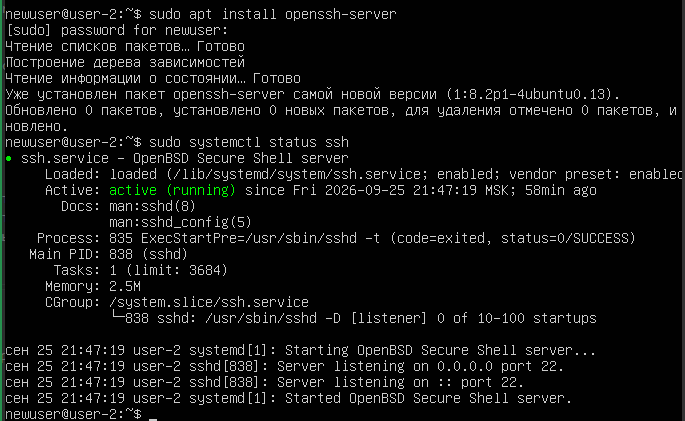 newuser@user-2:~$ sudo apt install openssh-server
[sudo] password for newuser:
Чтение списков пакетов… Готово
Построение дерева зависимостей
Чтение информации о состоянии… Готово
Уже установлен пакет openssh-server самой новой версии (1:8.2p1-4ubuntu0.13).
Обновлено 0 пакетов, установлено 0 новых пакетов, для удаления отмечено 0 пакетов, и
новлено.
newuser@user-2:~$ sudo systemctl status ssh
● ssh.service - OpenBSD Secure Shell server
Loaded: loaded (/lib/systemd/system/ssh.service; enabled; vendor preset: enabled
Active: active (running) since Fri 2026-09-25 21:47:19 MSK; 58min ago
Docs: man:sshd(8)
man:sshd_config(5)
Process: 835 ExecStartPre=/usr/sbin/sshd -t (code=exited, status=0/SUCCESS)
Main PID: 838 (sshd)
Tasks: 1 (limit: 3684)
Memory: 2.5M
CGroup: /system.slice/ssh.service
└─838 sshd: /usr/sbin/sshd -D [listener] 0 of 10-100 startups
сен 25 21:47:19 user-2 systemd[1]: Starting OpenBSD Secure Shell server...
сен 25 21:47:19 user-2 sshd[838]: Server listening on 0.0.0.0 port 22.
сен 25 21:47:19 user-2 sshd[838]: Server listening on :: port 22.
сен 25 21:47:19 user-2 systemd[1]: Started OpenBSD Secure Shell server.
newuser@user-2:~$ _